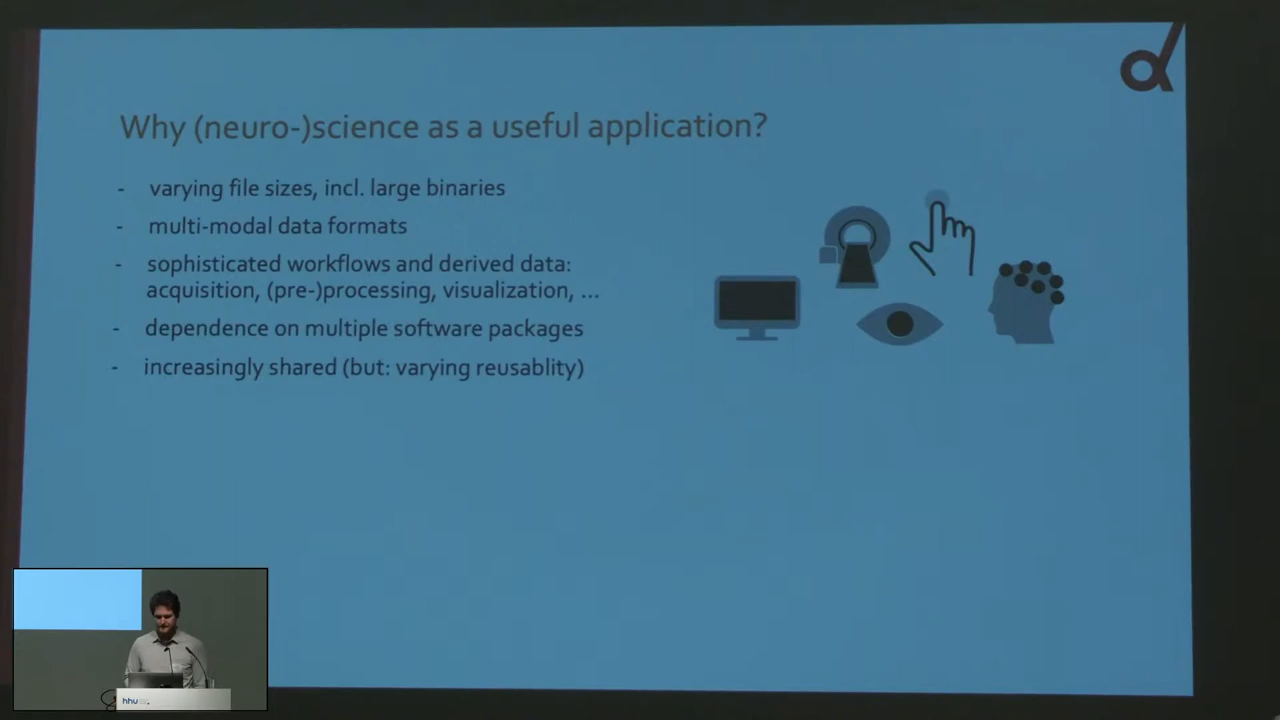 Why (neuro-)science as a useful application?
- varying file sizes, incl. large binaries
- multi-modal data formats
- sophisticated workflows and derived data:
acquisition, (pre-)processing, visualization, ...
- dependence on multiple software packages
- increasingly shared (but: varying reusablity)
hhu